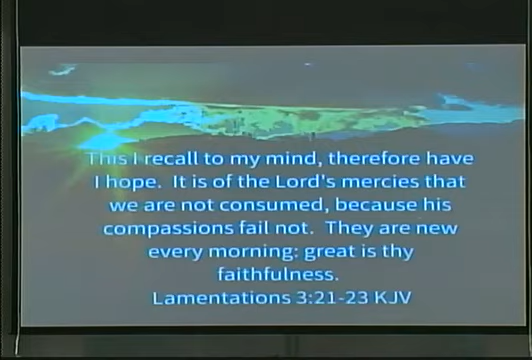 This I recall to my mind, therefore have
I hope. It is of the Lord's mercies that
we are not consumed, because his
compassions fail not. They are new
every morning: great is thy
faithfulness.
Lamentations 3:21-23 KJV